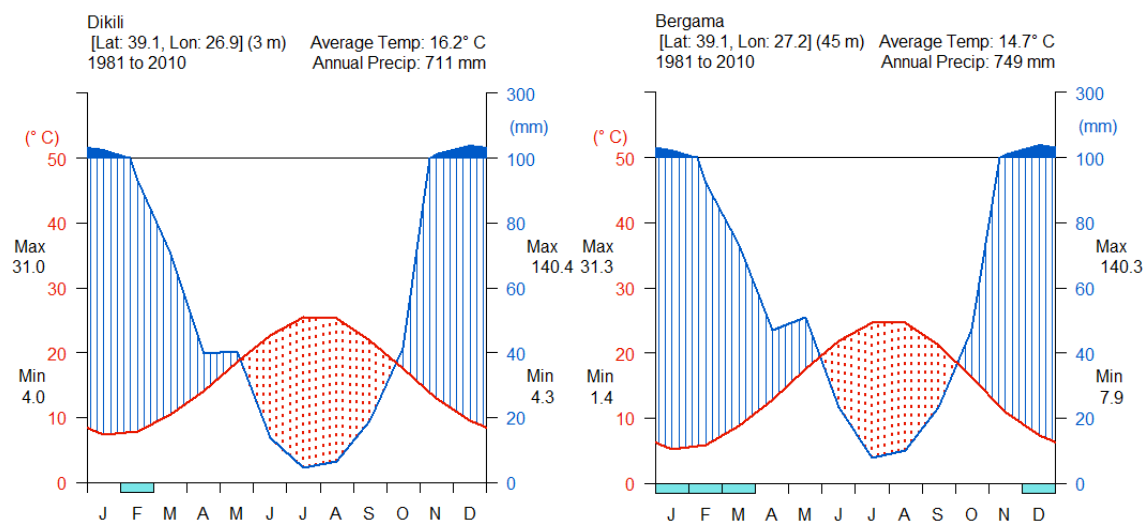 Dikili
[Lat: 39.1, Lon: 26.9] (3 m) Average Temp: 16.2° C
1981 to 2010 Annual Precip: 711 mm
300
(° C) (mm)
50 100
40 80
Max Max
31.0 140.4
30 60
20 40
Min Min
4.0 4.3
10 20
0 0
J F M A M J J A S O N D
Bergama
[Lat: 39.1, Lon: 27.2] (45 m) Average Temp: 14.7° C
1981 to 2010 Annual Precip: 749 mm
300
(° C) (mm)
50 100
40 80
Max Max
31.3 140.3
30 60
20 40
Min Min
1.4 7.9
10 20
0 0
J F M A M J J A S O N D